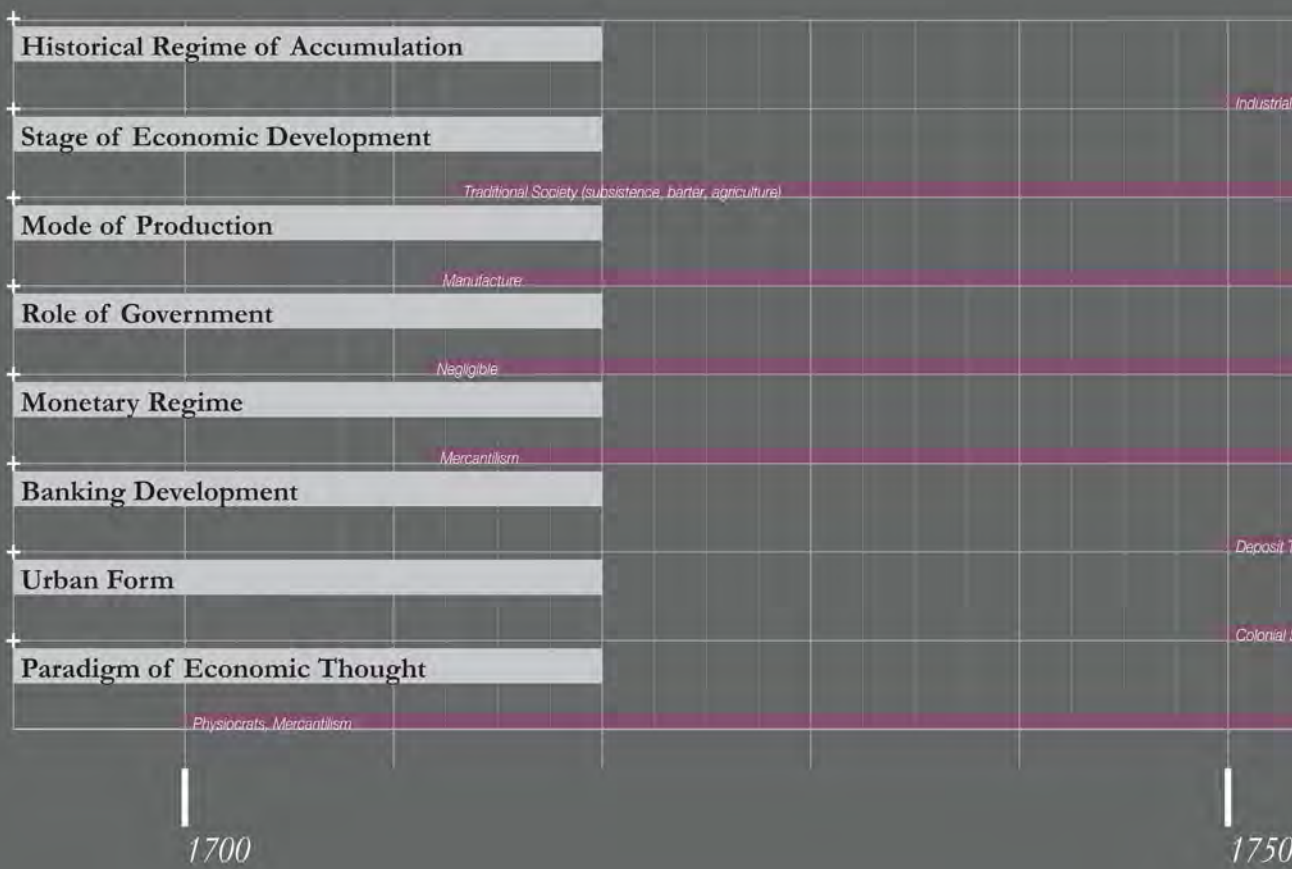 Historical Regime of Accumulation
Industrial
Stage of Economic Development
Traditional Society (subsistence, barter, agriculture)
Mode of Production
Manufacture
Role of Government
Negligible
Monetary Regime
Mercantilism
Banking Development
Deposit T
Urban Form
Colonial
Paradigm of Economic Thought
Physiocrats, Mercantilism
1700
1750